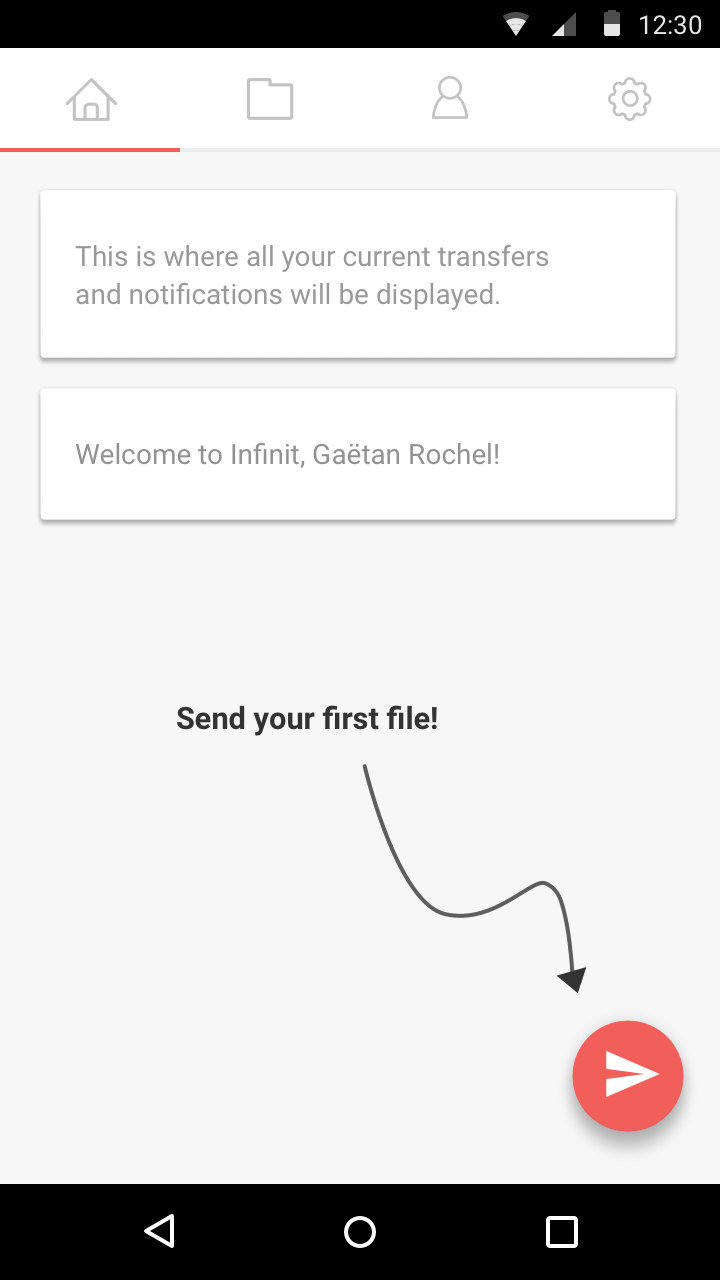 12:30
This is where all your current transfers
and notifications will be displayed.
Welcome to Infinit, Gaëtan Rochel!
Send your first file!